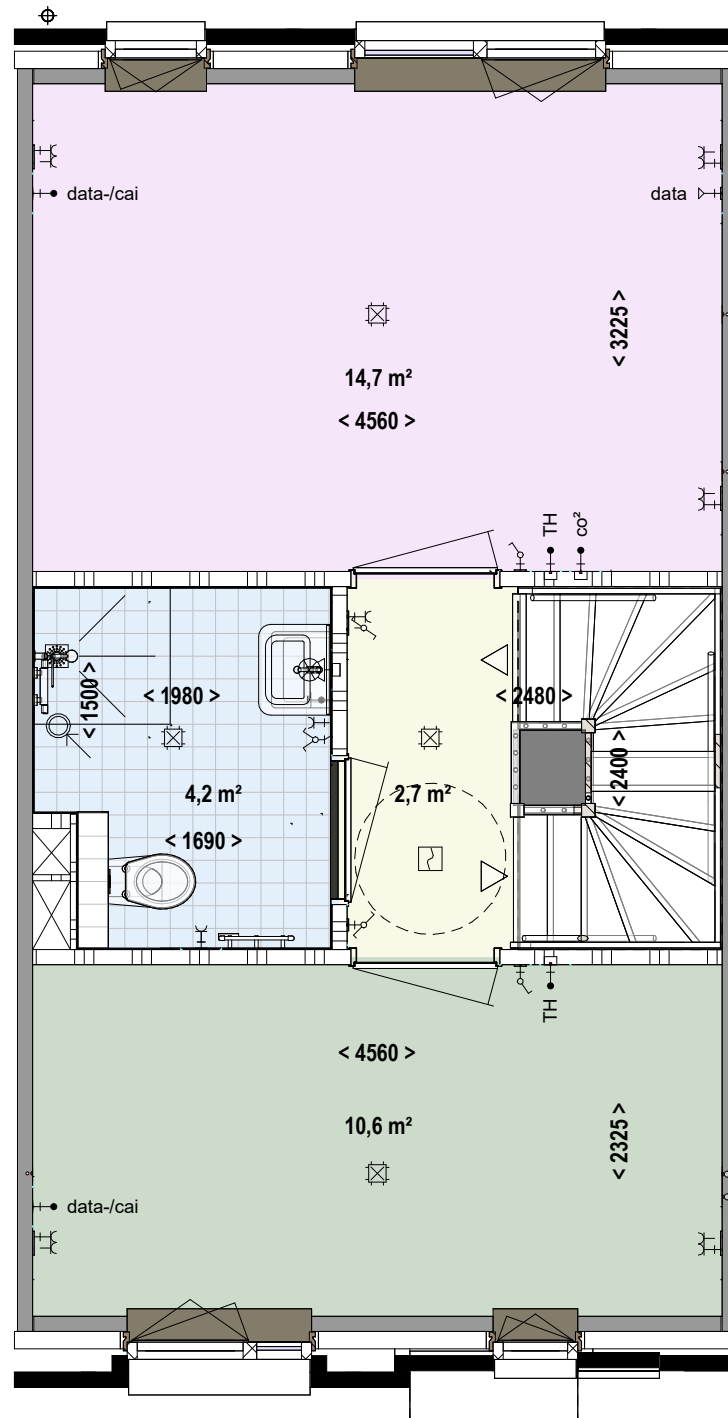 data-/cai
data
< 3225 >
14,7 m²
< 4560 >
TH
co²
< 1500 >
< 1980 >
< 2480 >
< 2400 >
4,2 m²
2,7 m²
< 1690 >
TH
< 4560 >
10,6 m²
< 2325 >
data-/cai